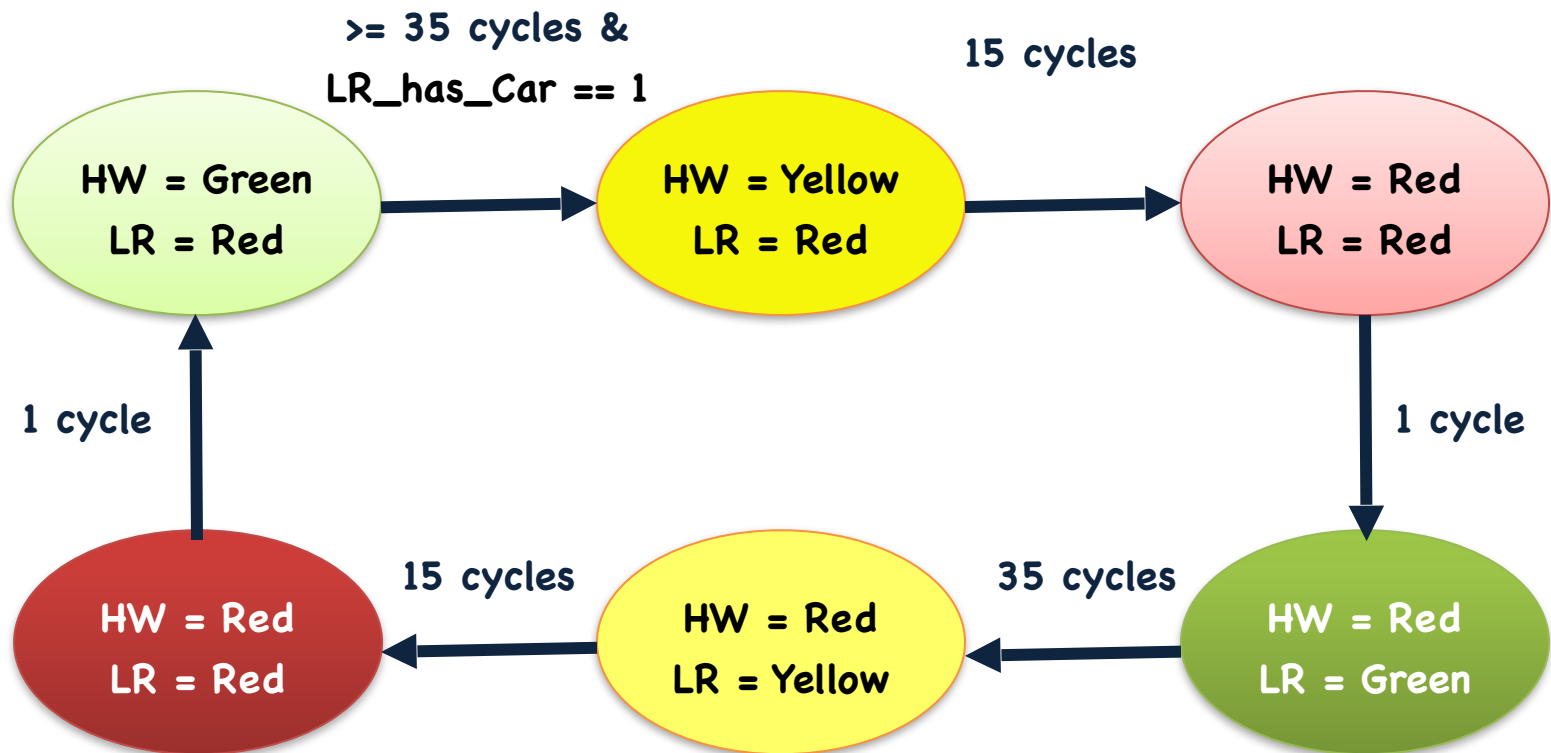 >= 35 cycles &
LR_has_Car == 1
15 cycles
HW = Green
LR = Red
HW = Yellow
LR = Red
HW = Red
LR = Red
1 cycle
1 cycle
15 cycles
35 cycles
HW = Red
LR = Red
HW = Red
LR = Yellow
HW = Red
LR = Green